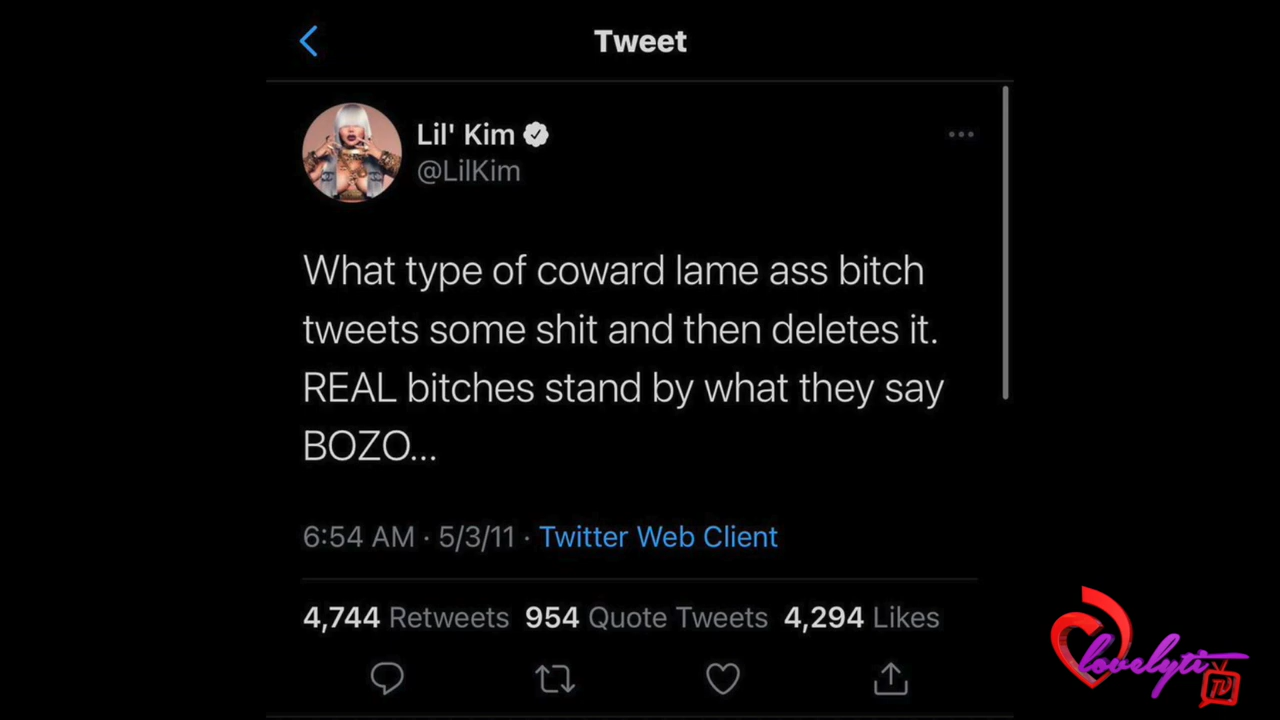 Tweet
Lil' Kim
@LilKim
What type of coward lame ass bitch
tweets some shit and then deletes it.
REAL bitches stand by what they say
BOZO...
6:54 AM · 5/3/11 · Twitter Web Client
4,744 Retweets 954 Quote Tweets 4,294 Likes
lovelyti
TV